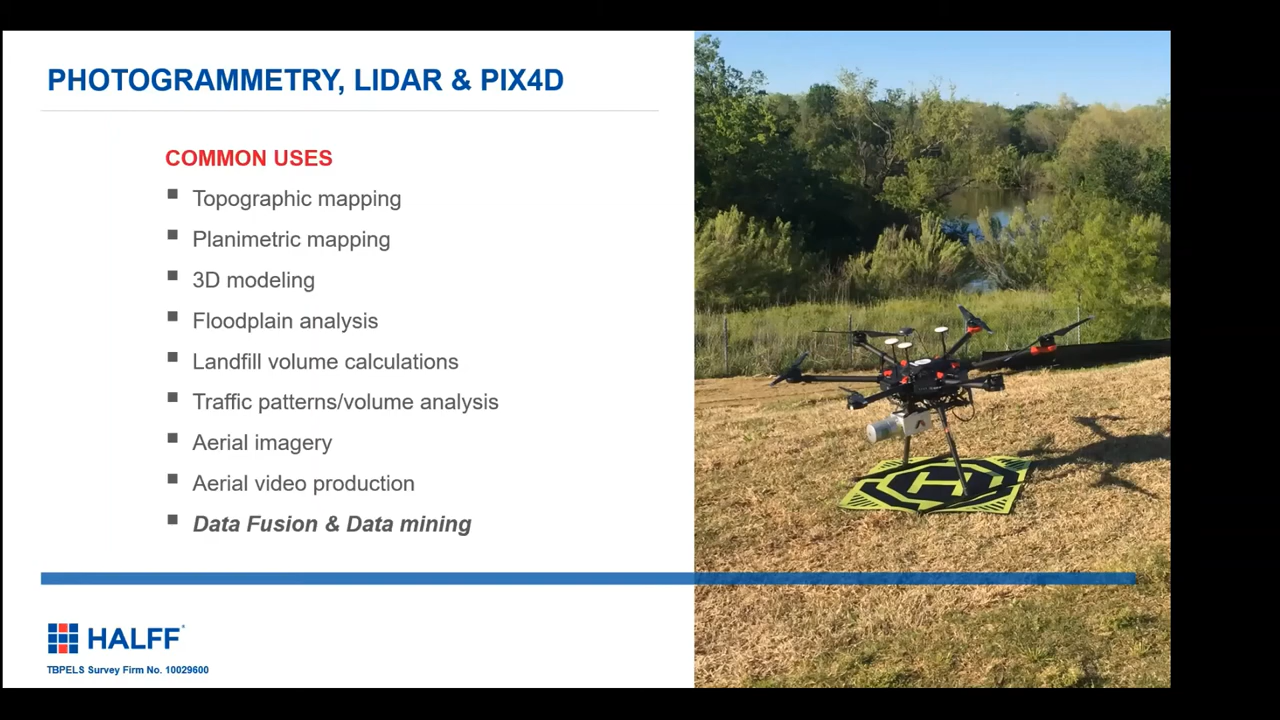 PHOTOGRAMMETRY, LIDAR & PIX4D
COMMON USES
Topographic mapping
Planimetric mapping
3D modeling
Floodplain analysis
Landfill volume calculations
Traffic patterns/volume analysis
Aerial imagery
Aerial video production
Data Fusion & Data mining
H
HALFF
TBPELS Survey Firm No. 10029600